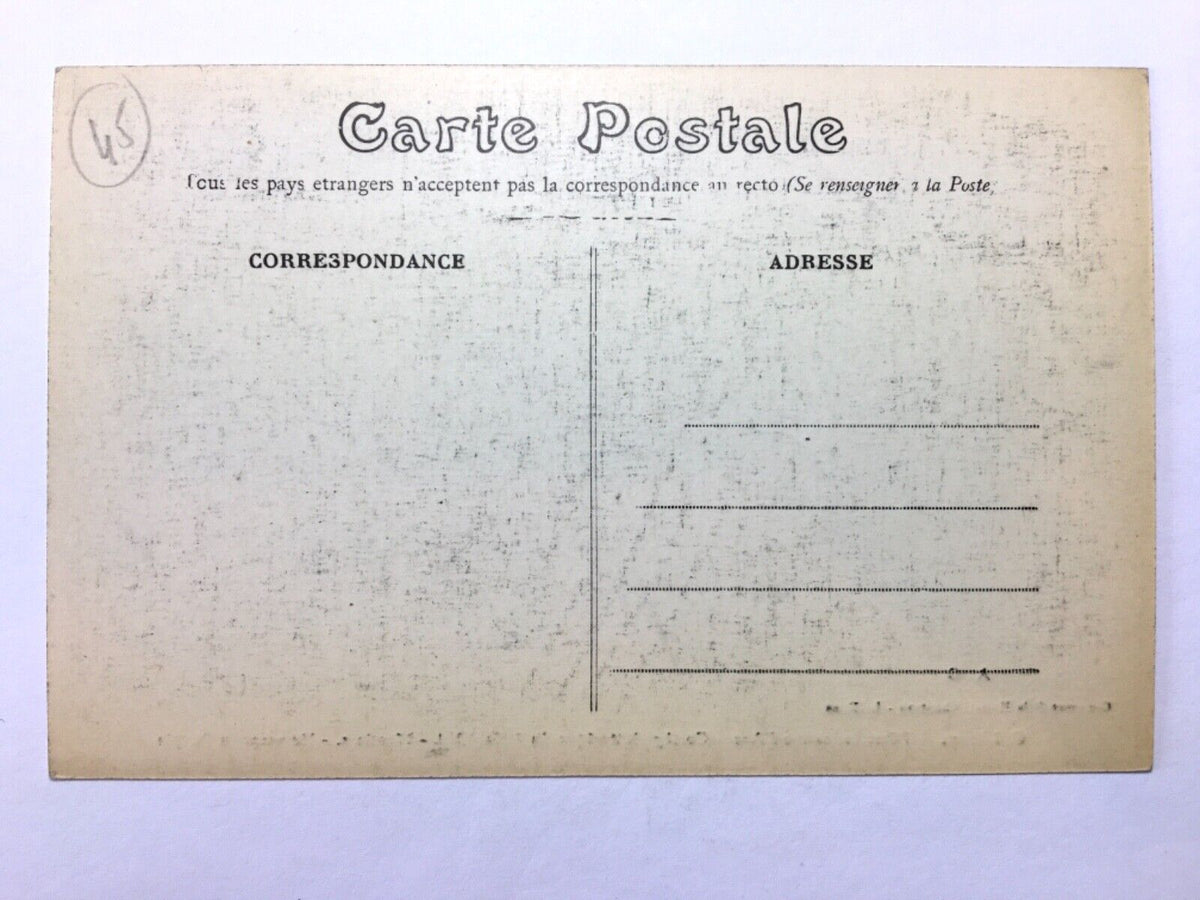 45
Carte Postale
Tous les pays etrangers n'acceptent pas la correspondance au recto (Se renseigner à la Poste)
CORRESPONDANCE
ADRESSE